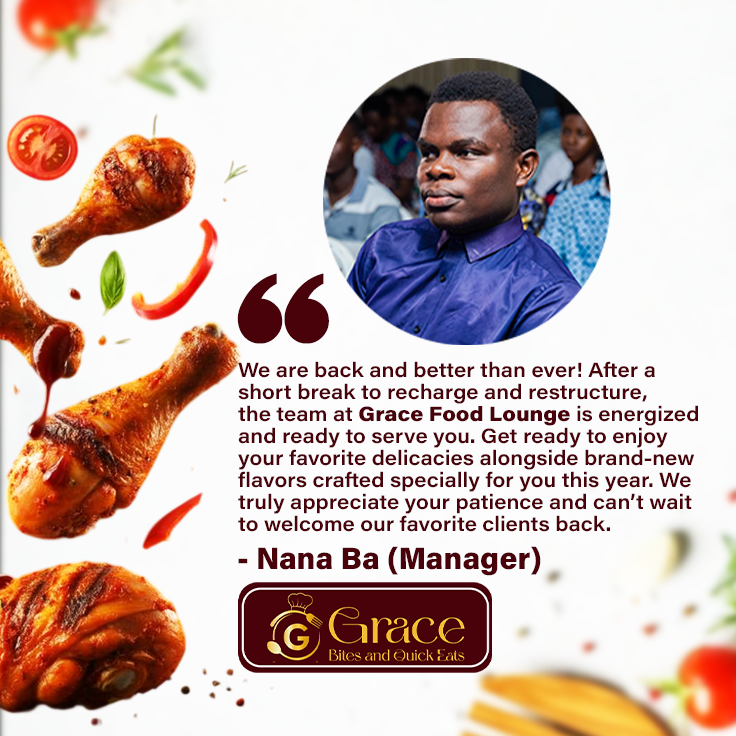 We are back and better than ever! After a
short break to recharge and restructure,
the team at Grace Food Lounge is energized
and ready to serve you. Get ready to enjoy
your favorite delicacies alongside brand-new
flavors crafted specially for you this year. We
truly appreciate your patience and can’t wait
to welcome our favorite clients back.
- Nana Ba (Manager)
G
Grace
Bites and Quick Eats